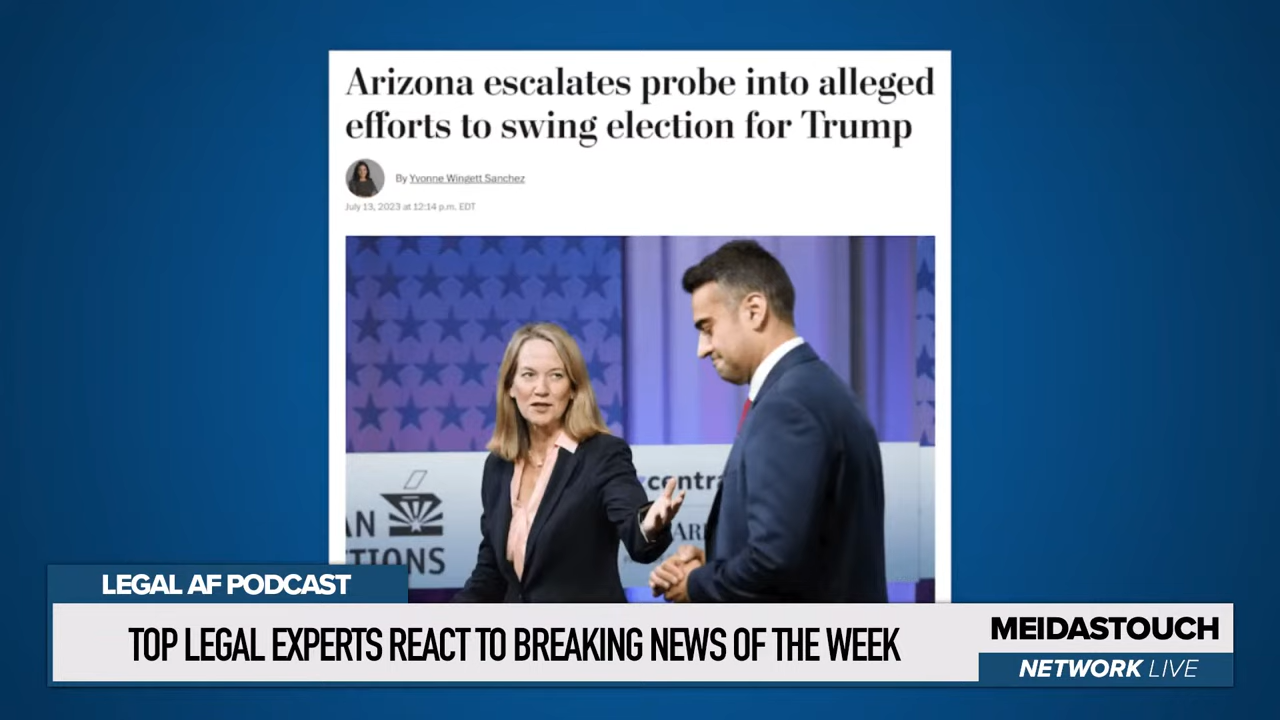 Arizona escalates probe into alleged
efforts to swing election for Trump
By Yvonne Wingett Sanchez
July 13, 2023 at 12:14 p.m. EDT
centra
AN
TIONS
LEGAL AF PODCAST
TOP LEGAL EXPERTS REACT TO BREAKING NEWS OF THE WEEK
MEIDASTOUCH
NETWORK LIVE